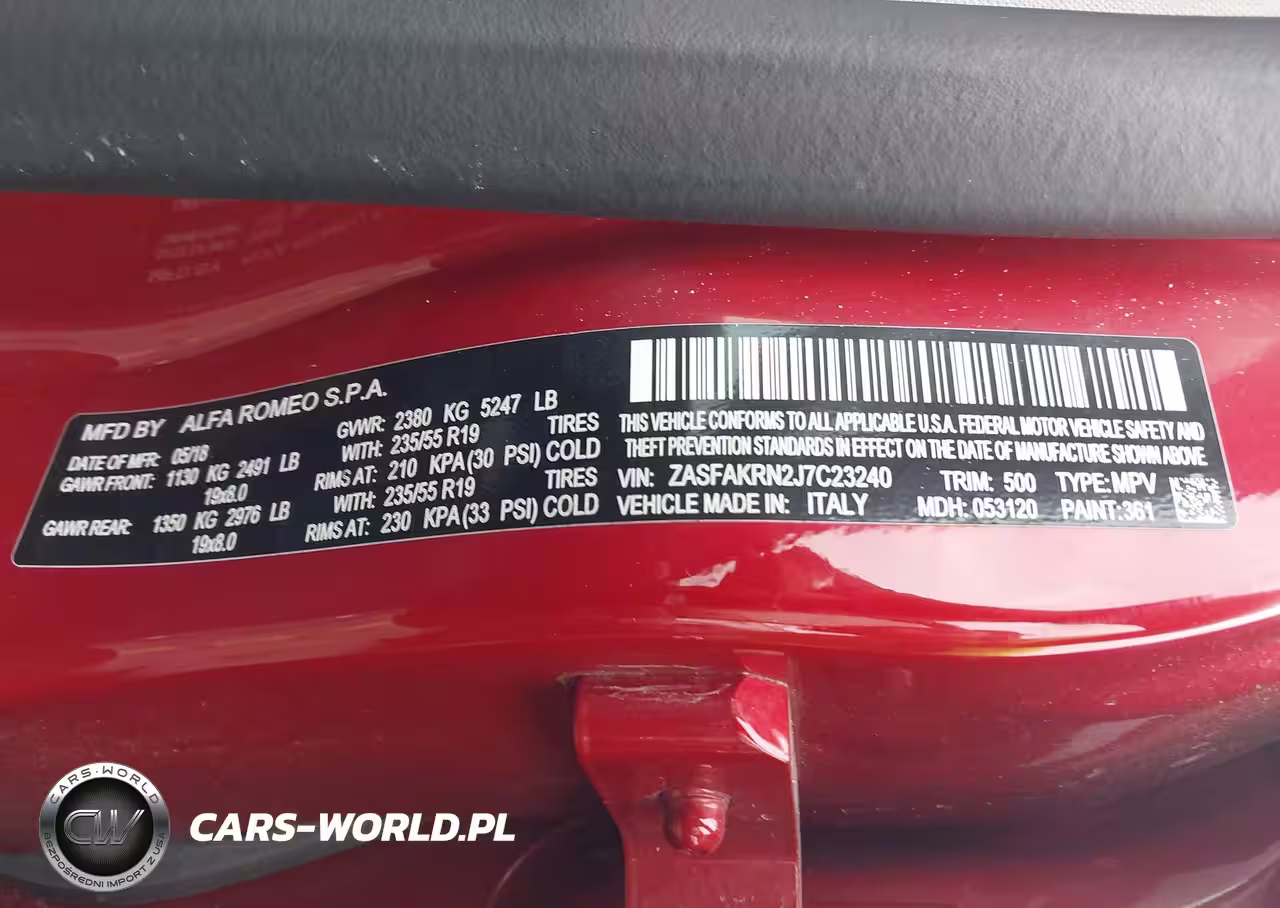 MFD BY ALFA ROMEO S.P.A.
DATE OF MFR: 05/18 GVWR: 2380 KG 5247 LB
GAWR FRONT: 1130 KG 2491 LB WITH: 235/55 R19 TIRES
19x8.0 RIMS AT: 210 KPA(30 PSI) COLD
GAWR REAR: 1350 KG 2976 LB WITH: 235/55 R19 TIRES
19x8.0 RIMS AT: 230 KPA(33 PSI) COLD
THIS VEHICLE CONFORMS TO ALL APPLICABLE U.S.A. FEDERAL MOTOR VEHICLE SAFETY AND
THEFT PREVENTION STANDARDS IN EFFECT ON THE DATE OF MANUFACTURE SHOWN ABOVE
VIN: ZASFAKRN2J7C23240 TRIM: 500 TYPE: MPV
VEHICLE MADE IN: ITALY MDH: 053120 PAINT: 361
CARS-WORLD
CW
BEZPOŚREDNI IMPORT Z USA
CARS-WORLD.PL